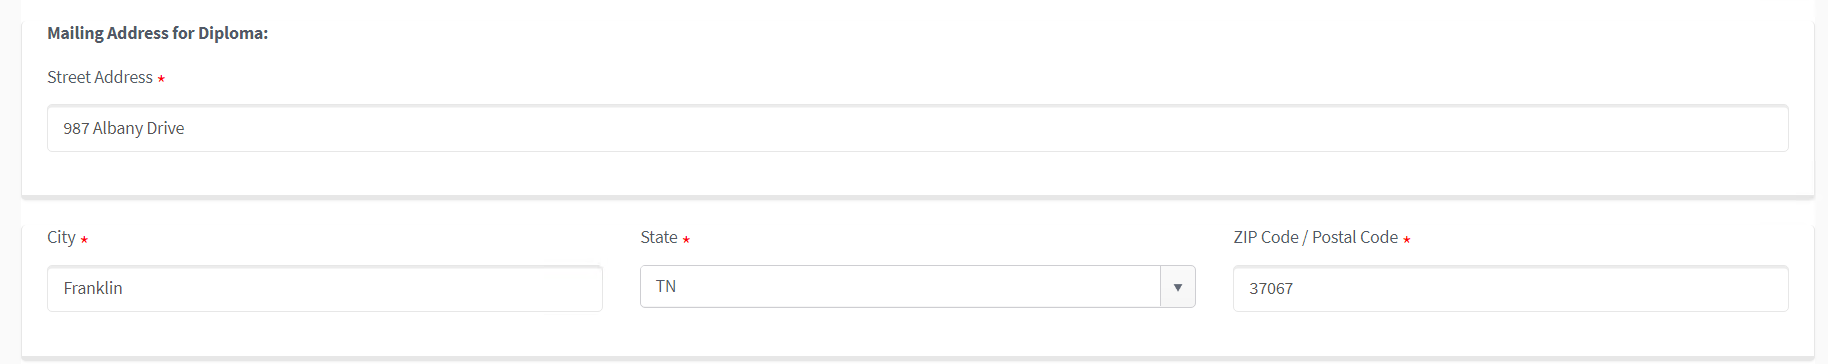 Mailing Address for Diploma:
Street Address *
987 Albany Drive
City *
State *
ZIP Code / Postal Code *
Franklin
TN
37067